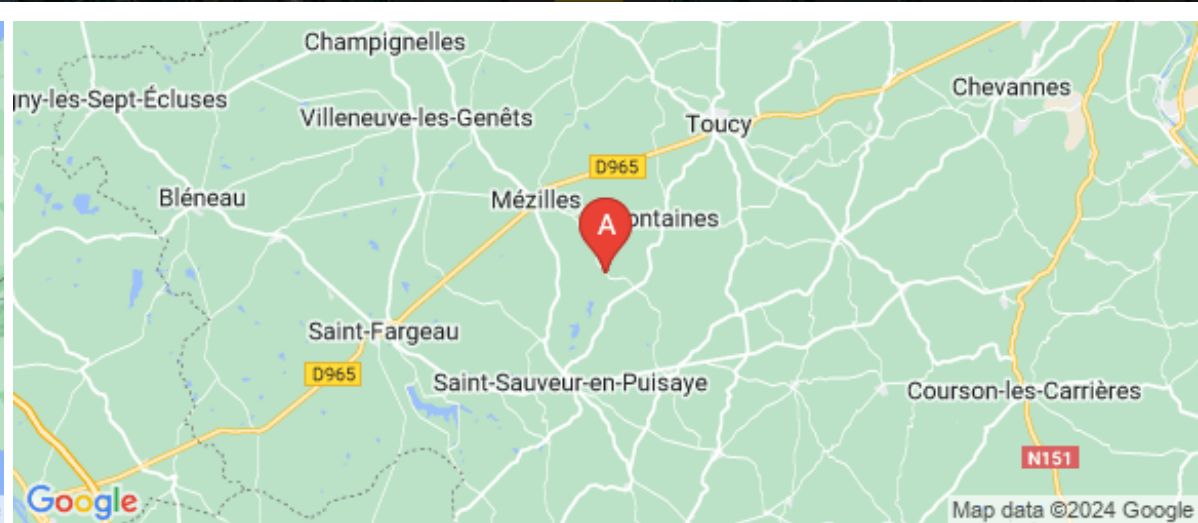 Champignelles
Chevannes
gny-les-Sept-Écluses
Villeneuve-les-Genêts
Toucy
D965
Bléneau
Mézilles
ontaines
A
Saint-Fargeau
D965
Saint-Sauveur-en-Puisaye
Courson-les-Carrières
N151
Google
Map data ©2024 Google